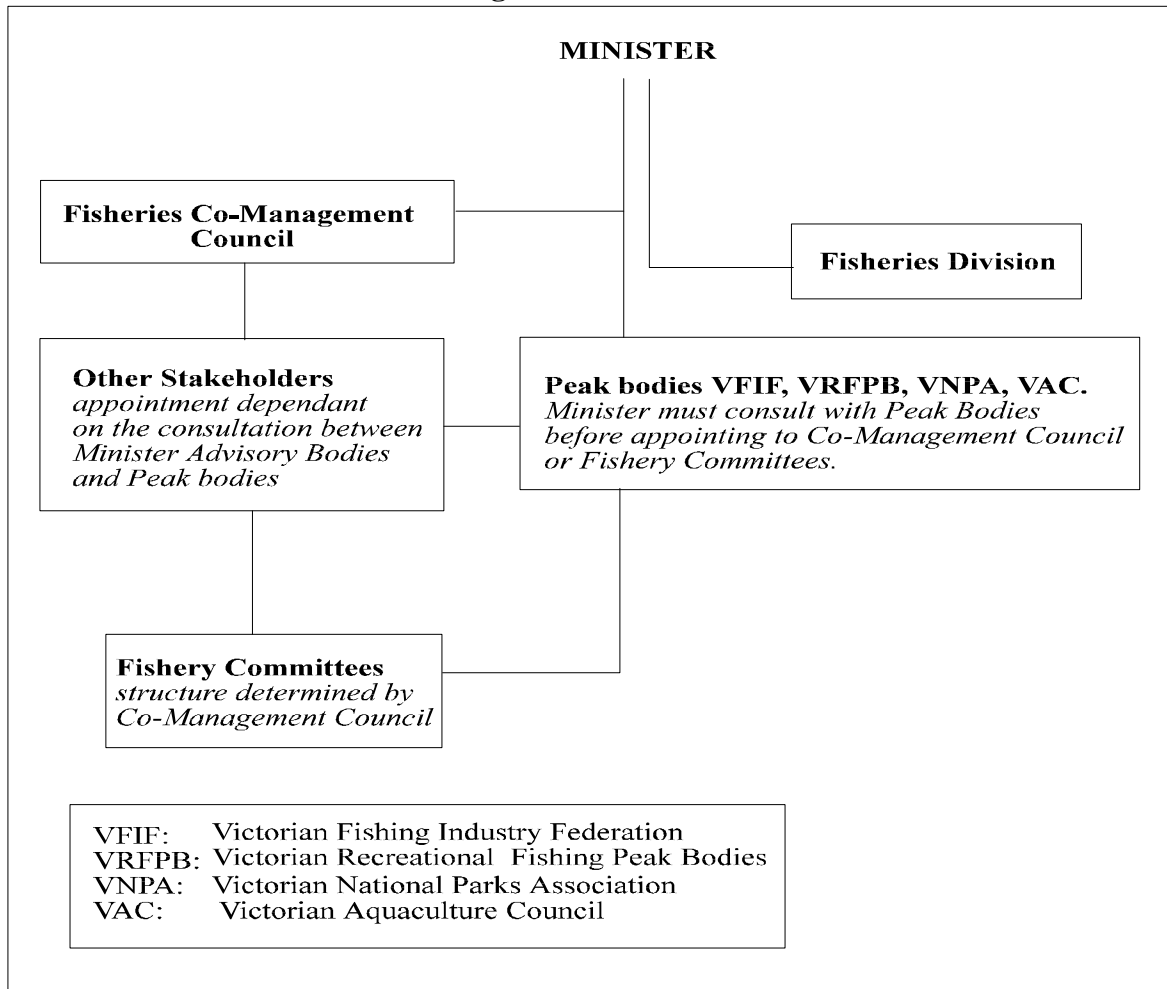 MINISTER
Fisheries Co-Management
Council
Fisheries Division
Other Stakeholders
appointment dependant
on the consultation between
Minister Advisory Bodies
and Peak bodies
Peak bodies VFIF, VRFPB, VNPA, VAC.
Minister must consult with Peak Bodies
before appointing to Co-Management Council
or Fishery Committees.
Fishery Committees
structure determined by
Co-Management Council
VFIF: Victorian Fishing Industry Federation
VRFPB: Victorian Recreational Fishing Peak Bodies
VNPA: Victorian National Parks Association
VAC: Victorian Aquaculture Council